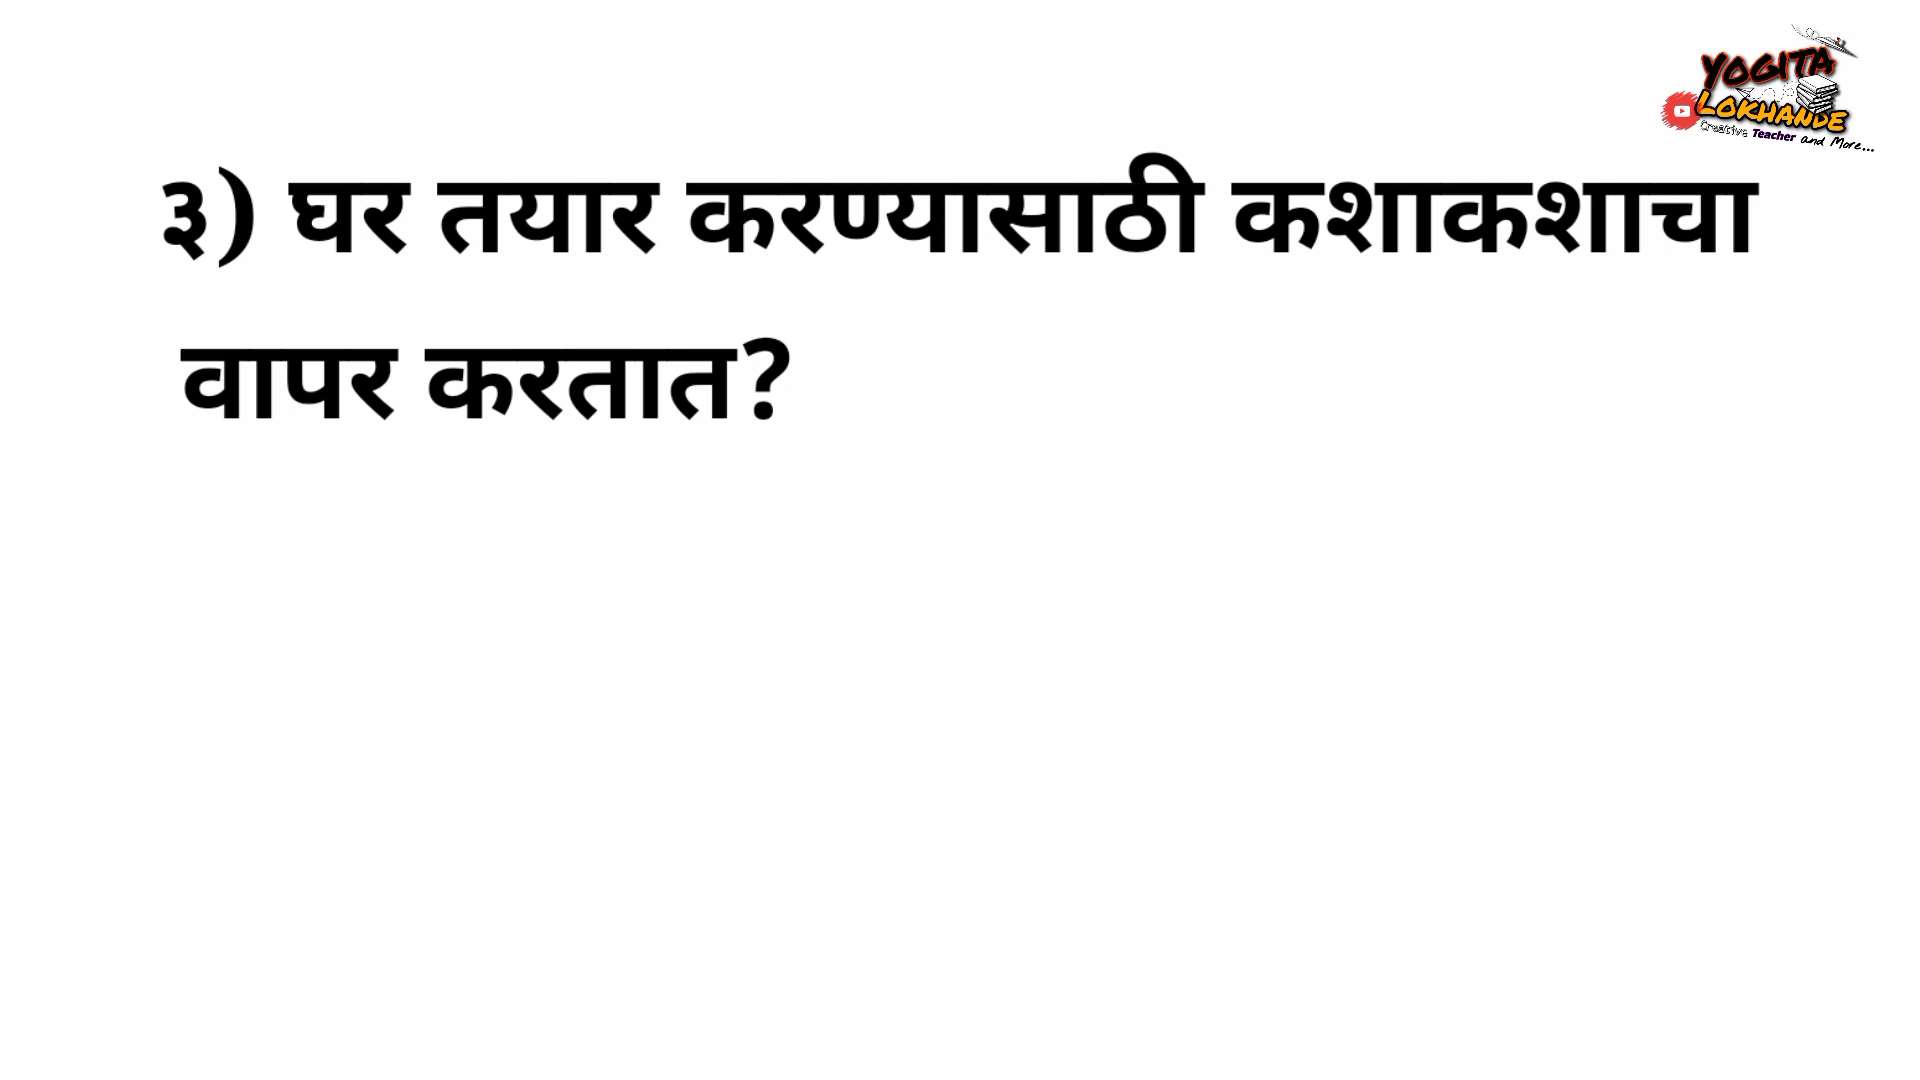 YOGITA
LOKHANDE
Creative Teacher and More...
३) घर तयार करण्यासाठी कशाकशाचा
वापर करतात?